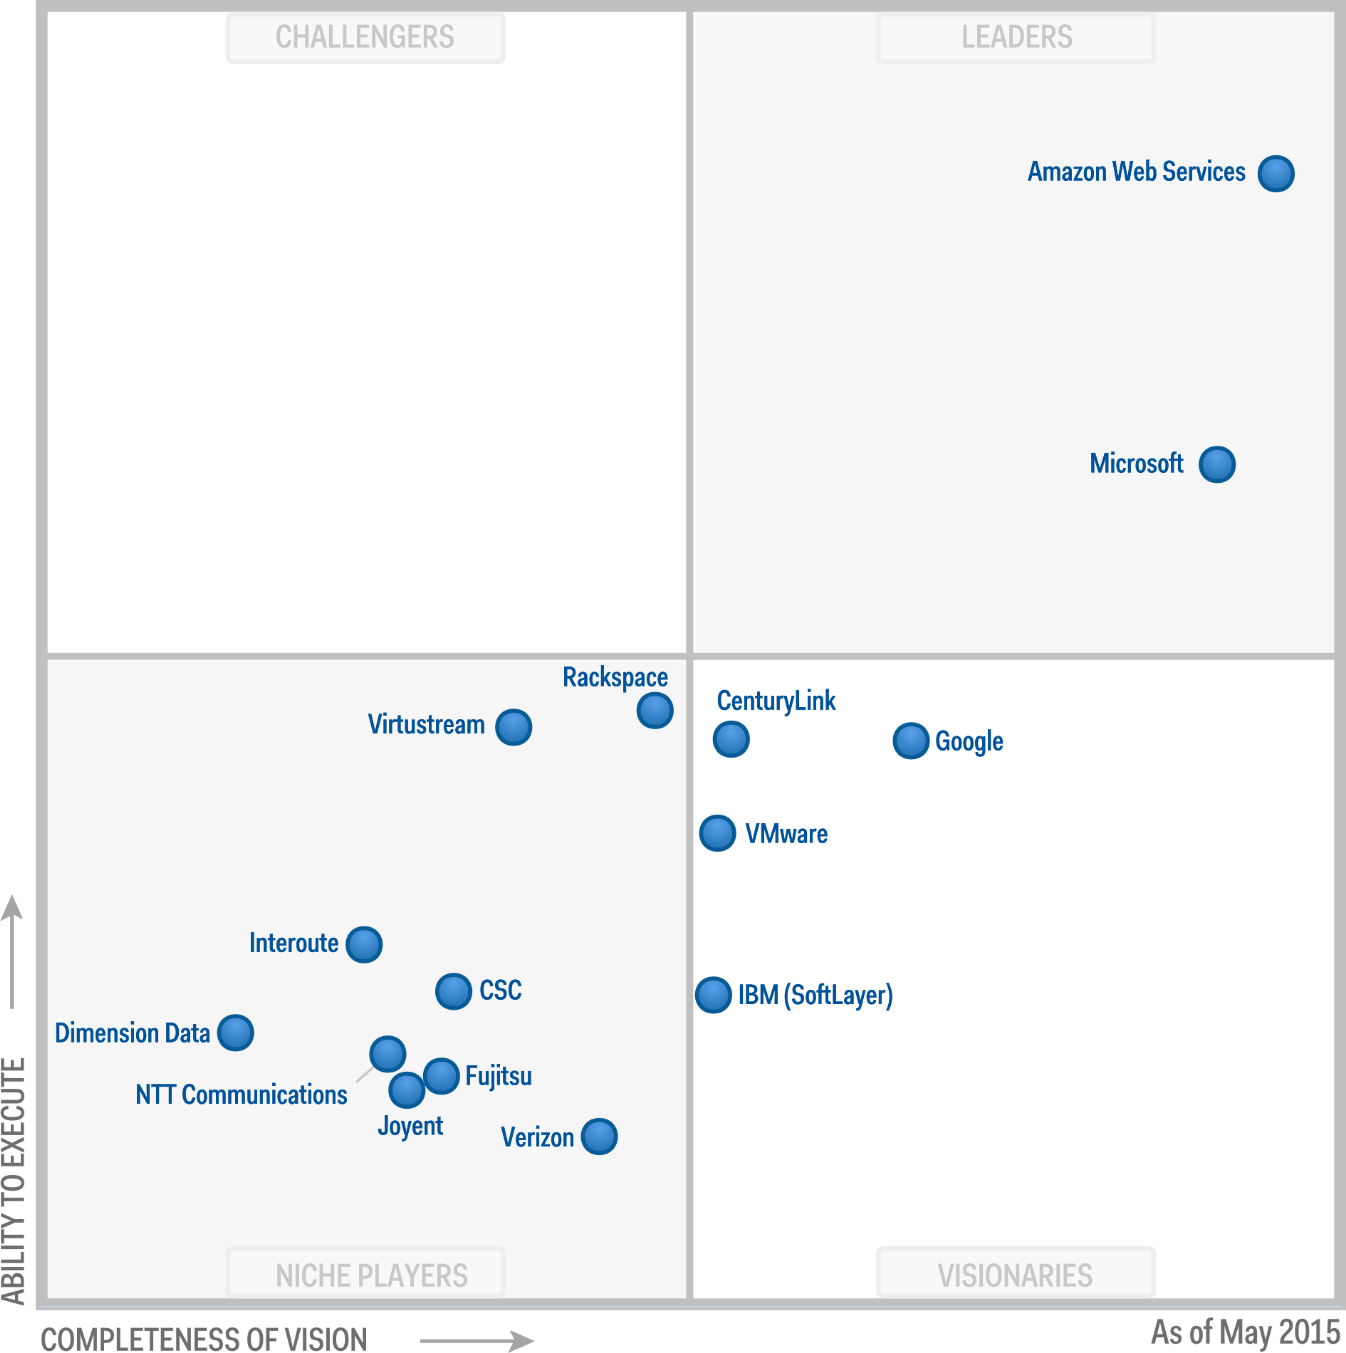 CHALLENGERS
LEADERS
Amazon Web Services
Microsoft
Rackspace
Virtustream
CenturyLink
Google
VMware
Interoute
CSC
IBM (SoftLayer)
Dimension Data
NTT Communications
Fujitsu
Joyent
Verizon
NICHE PLAYERS
VISIONARIES
ABILITY TO EXECUTE
COMPLETENESS OF VISION
As of May 2015